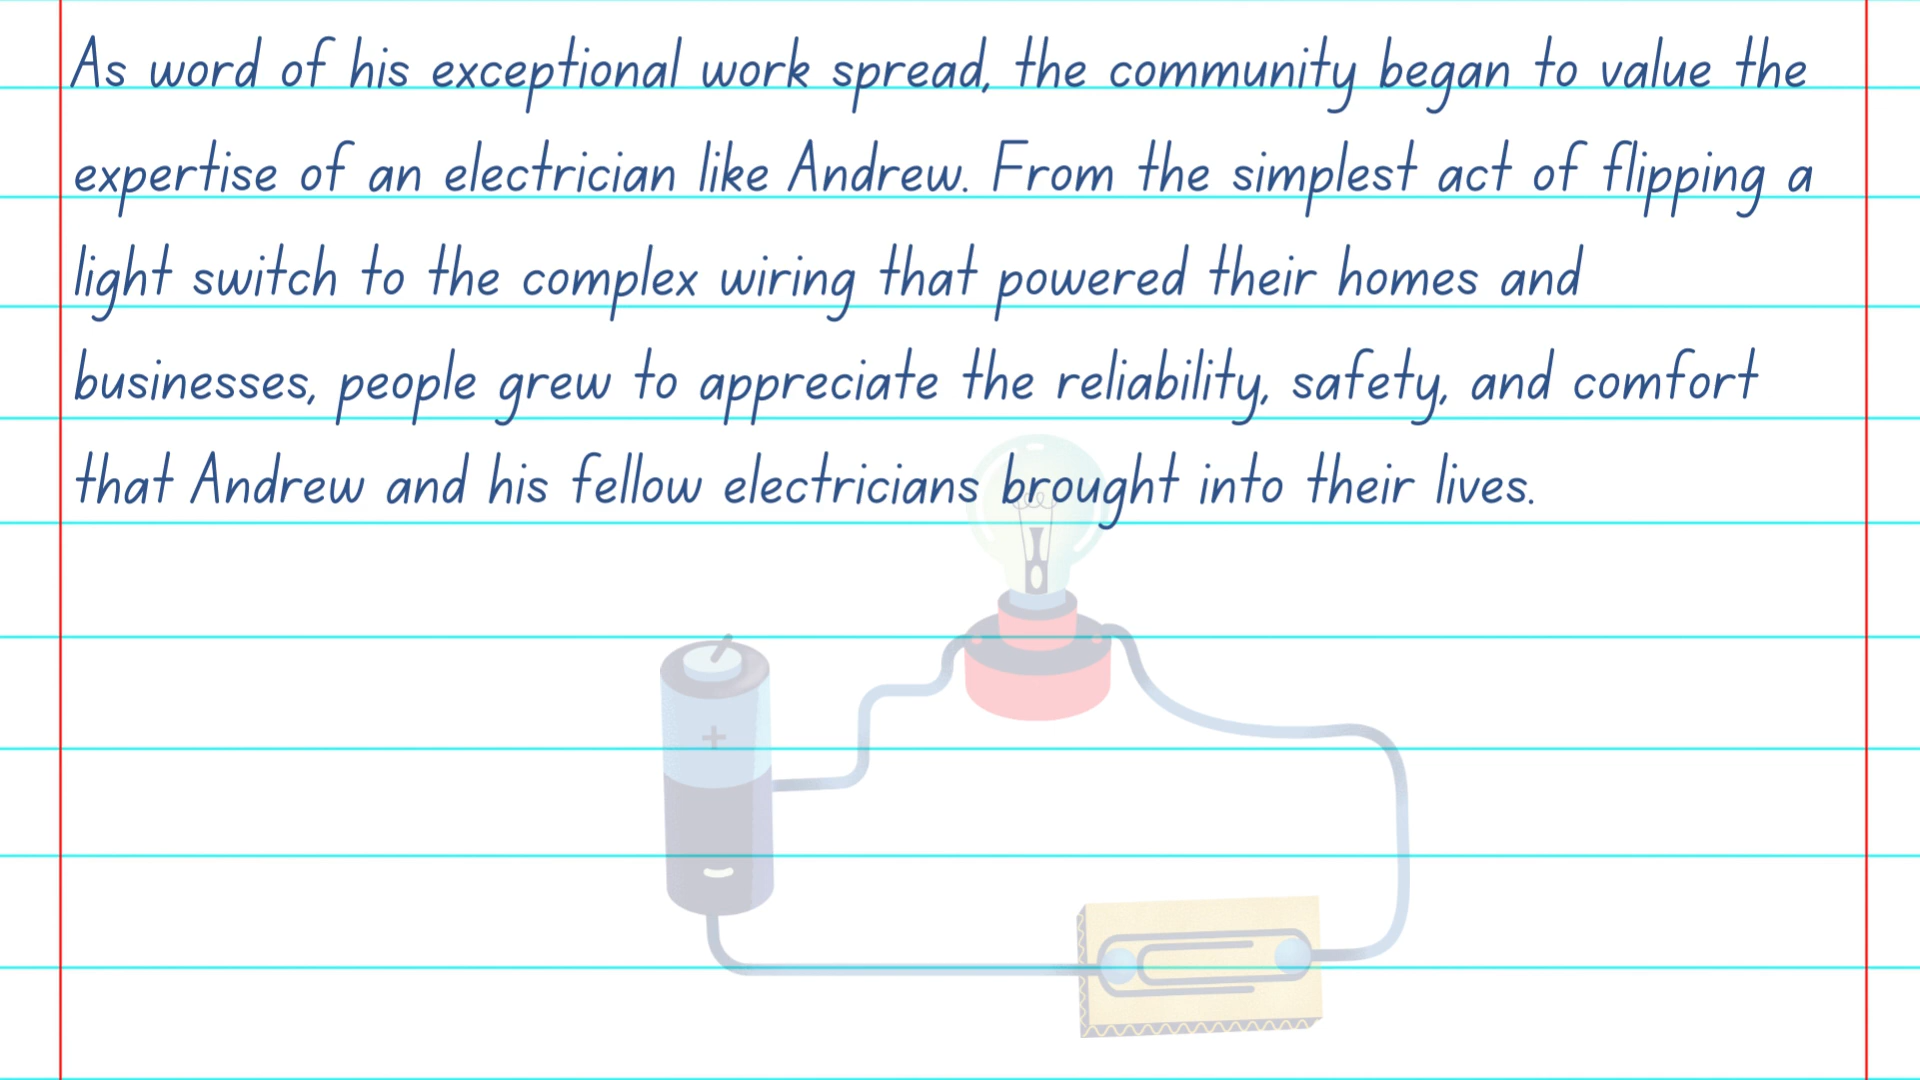 As word of his exceptional work spread, the community began to value the
expertise of an electrician like Andrew. From the simplest act of flipping a
light switch to the complex wiring that powered their homes and
businesses, people grew to appreciate the reliability, safety, and comfort
that Andrew and his fellow electricians brought into their lives.
+
-